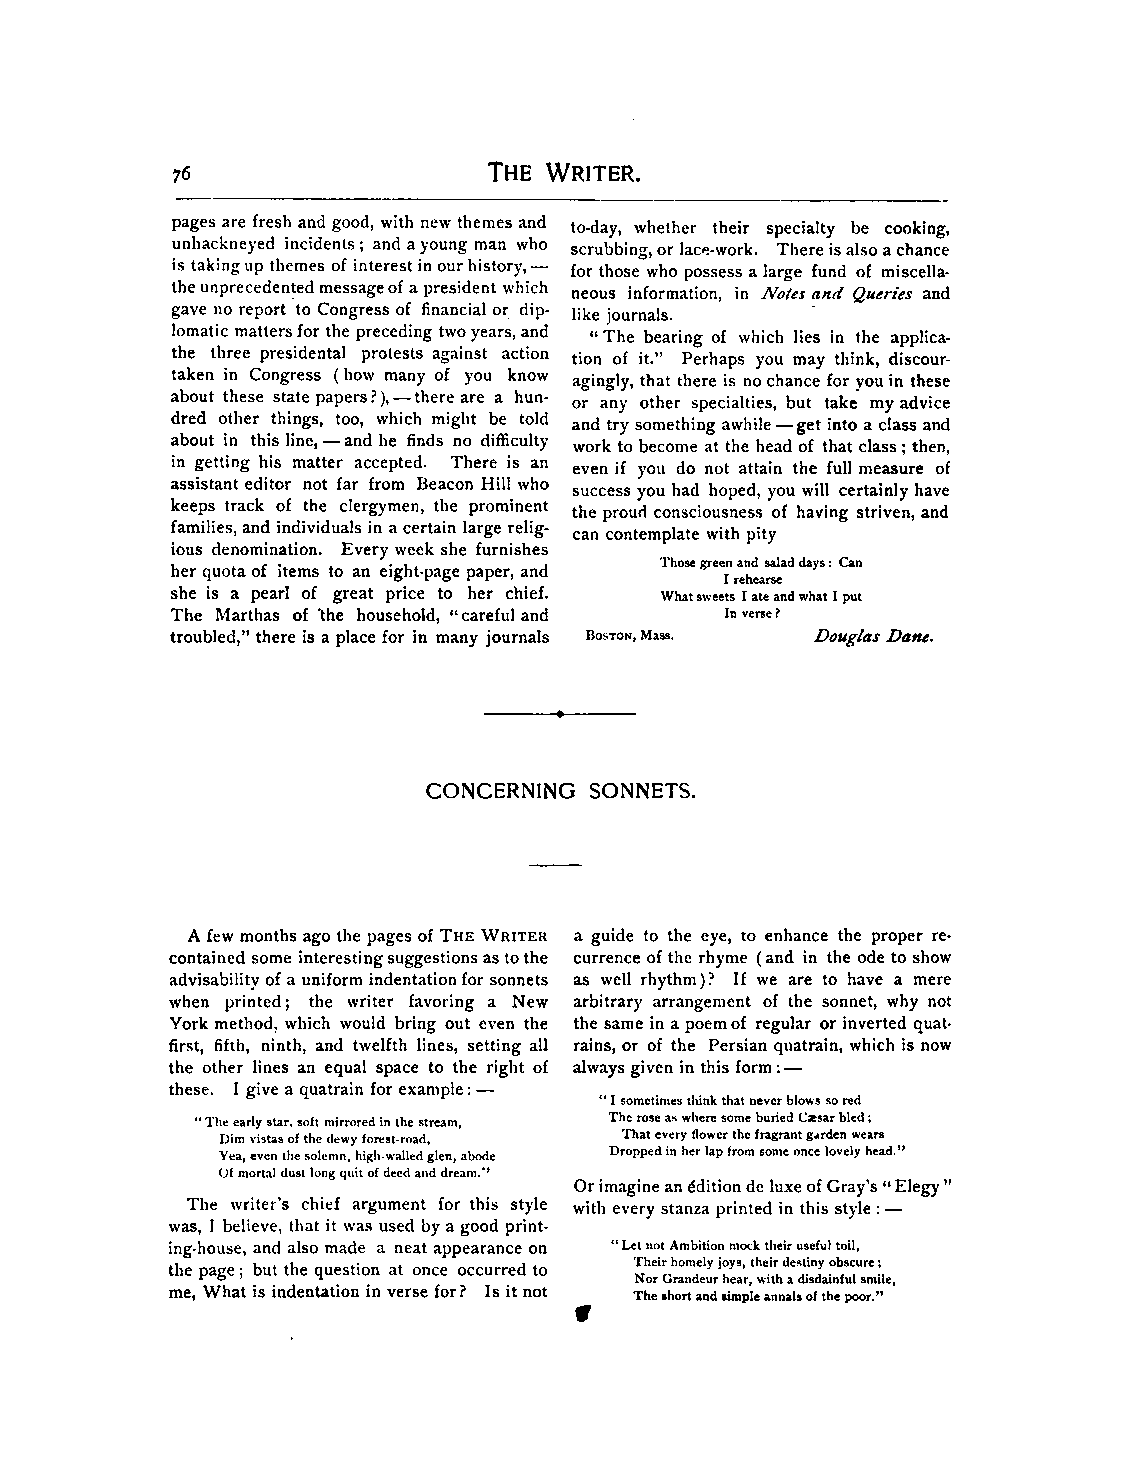 76
THE WRITER.
pages are fresh and good, with new themes and
unhackneyed incidents; and a young man who
is taking up themes of interest in our history,—
the unprecedented message of a president which
gave no report to Congress of financial or dip-
lomatic matters for the preceding two years, and
the three presidental protests against action
taken in Congress (how many of you know
about these state papers?),—there are a hun-
dred other things, too, which might be told
about in this line,—and he finds no difficulty
in getting his matter accepted. There is an
assistant editor not far from Beacon Hill who
keeps track of the clergymen, the prominent
families, and individuals in a certain large relig-
ious denomination. Every week she furnishes
her quota of items to an eight-page paper, and
she is a pearl of great price to her chief.
The Marthas of the household, "careful and
troubled," there is a place for in many journals
to-day, whether their specialty be cooking,
scrubbing, or lace-work. There is also a chance
for those who possess a large fund of miscella-
neous information, in Notes and Queries and
like journals.
"The bearing of which lies in the applica-
tion of it." Perhaps you may think, discour-
agingly, that there is no chance for you in these
or any other specialties, but take my advice
and try something awhile—get into a class and
work to become at the head of that class; then,
even if you do not attain the full measure of
success you had hoped, you will certainly have
the proud consciousness of having striven, and
can contemplate with pity
Those green and salad days: Can
I rehearse
What sweets I ate and what I put
In verse?
BOSTON, Mass. Douglas Dane.
CONCERNING SONNETS.
A few months ago the pages of THE WRITER
contained some interesting suggestions as to the
advisability of a uniform indentation for sonnets
when printed; the writer favoring a New
York method, which would bring out even the
first, fifth, ninth, and twelfth lines, setting all
the other lines an equal space to the right of
these. I give a quatrain for example:—
"The early star, soft mirrored in the stream,
Dim vistas of the dewy forest-road,
Yea, even the solemn, high-walled glen, abode
Of mortal dust long quit of deed and dream."
The writer's chief argument for this style
was, I believe, that it was used by a good print-
ing-house, and also made a neat appearance on
the page; but the question at once occurred to
me, What is indentation in verse for? Is it not
a guide to the eye, to enhance the proper re-
currence of the rhyme (and in the ode to show
as well rhythm)? If we are to have a mere
arbitrary arrangement of the sonnet, why not
the same in a poem of regular or inverted quat-
rains, or of the Persian quatrain, which is now
always given in this form:—
"I sometimes think that never blows so red
The rose as where some buried Cæsar bled;
That every flower the fragrant garden wears
Dropped in her lap from some once lovely head."
Or imagine an édition de luxe of Gray's "Elegy"
with every stanza printed in this style:—
"Let not Ambition mock their useful toil,
Their homely joys, their destiny obscure;
Nor Grandeur hear, with a disdainful smile,
The short and simple annals of the poor."